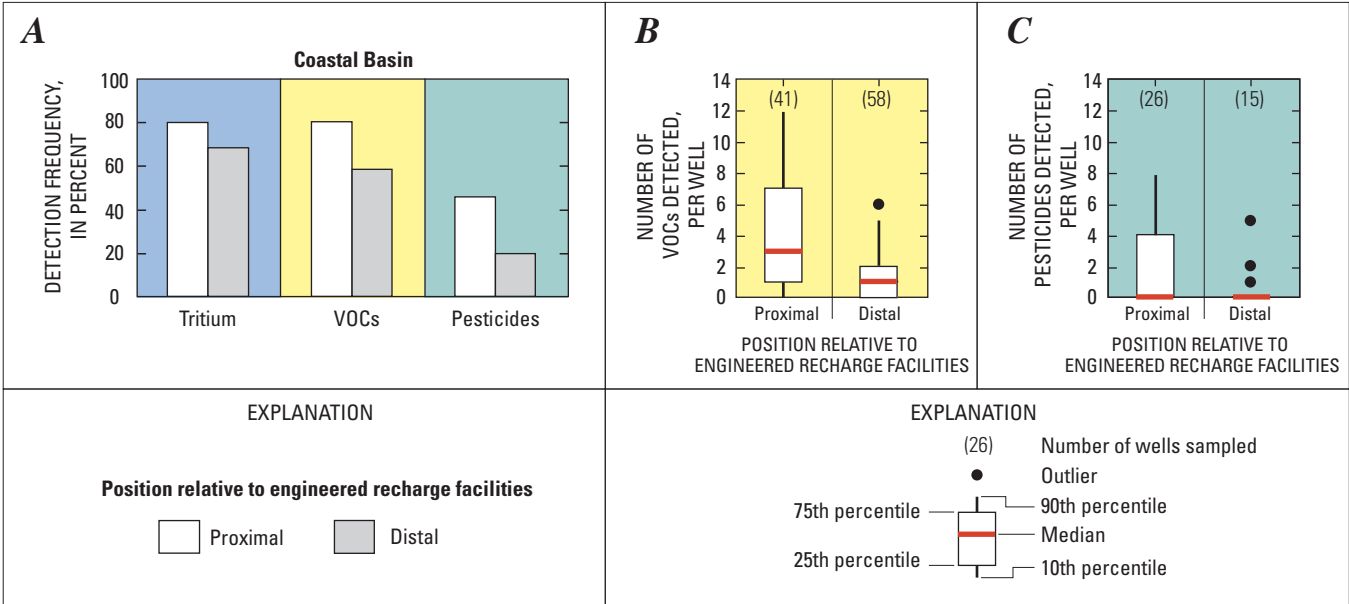 A
Coastal Basin
DETECTION FREQUENCY,
IN PERCENT
100
80
60
40
20
0
Tritium
VOCs
Pesticides
B
NUMBER OF
VOCs DETECTED,
PER WELL
14
12
10
8
6
4
2
0
(41)
(58)
Proximal
Distal
POSITION RELATIVE TO
ENGINEERED RECHARGE FACILITIES
C
NUMBER OF
PESTICIDES DETECTED,
PER WELL
14
12
10
8
6
4
2
0
(26)
(15)
Proximal
Distal
POSITION RELATIVE TO
ENGINEERED RECHARGE FACILITIES
EXPLANATION
Position relative to engineered recharge facilities
Proximal
Distal
EXPLANATION
(26) Number of wells sampled
Outlier
90th percentile
75th percentile
Median
25th percentile
10th percentile